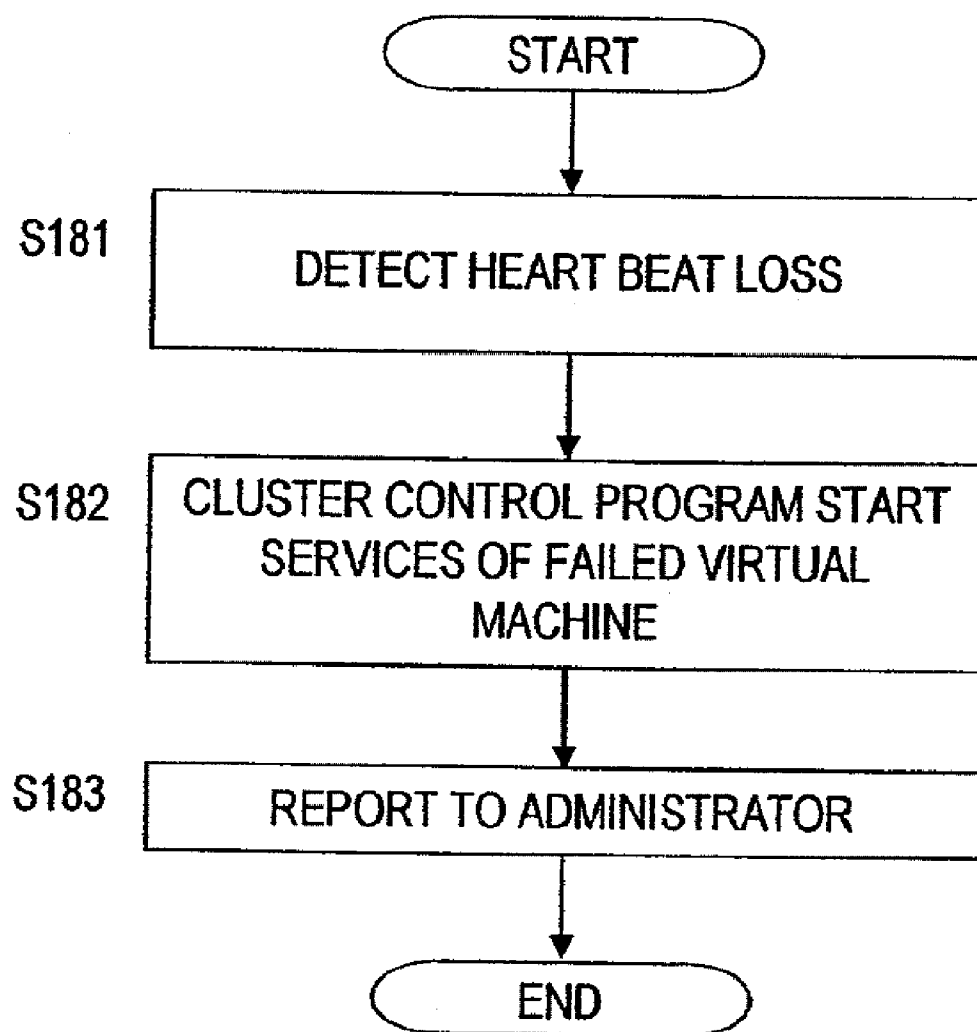 START
S181
DETECT HEART BEAT LOSS
S182
CLUSTER CONTROL PROGRAM START
SERVICES OF FAILED VIRTUAL
MACHINE
S183
REPORT TO ADMINISTRATOR
END